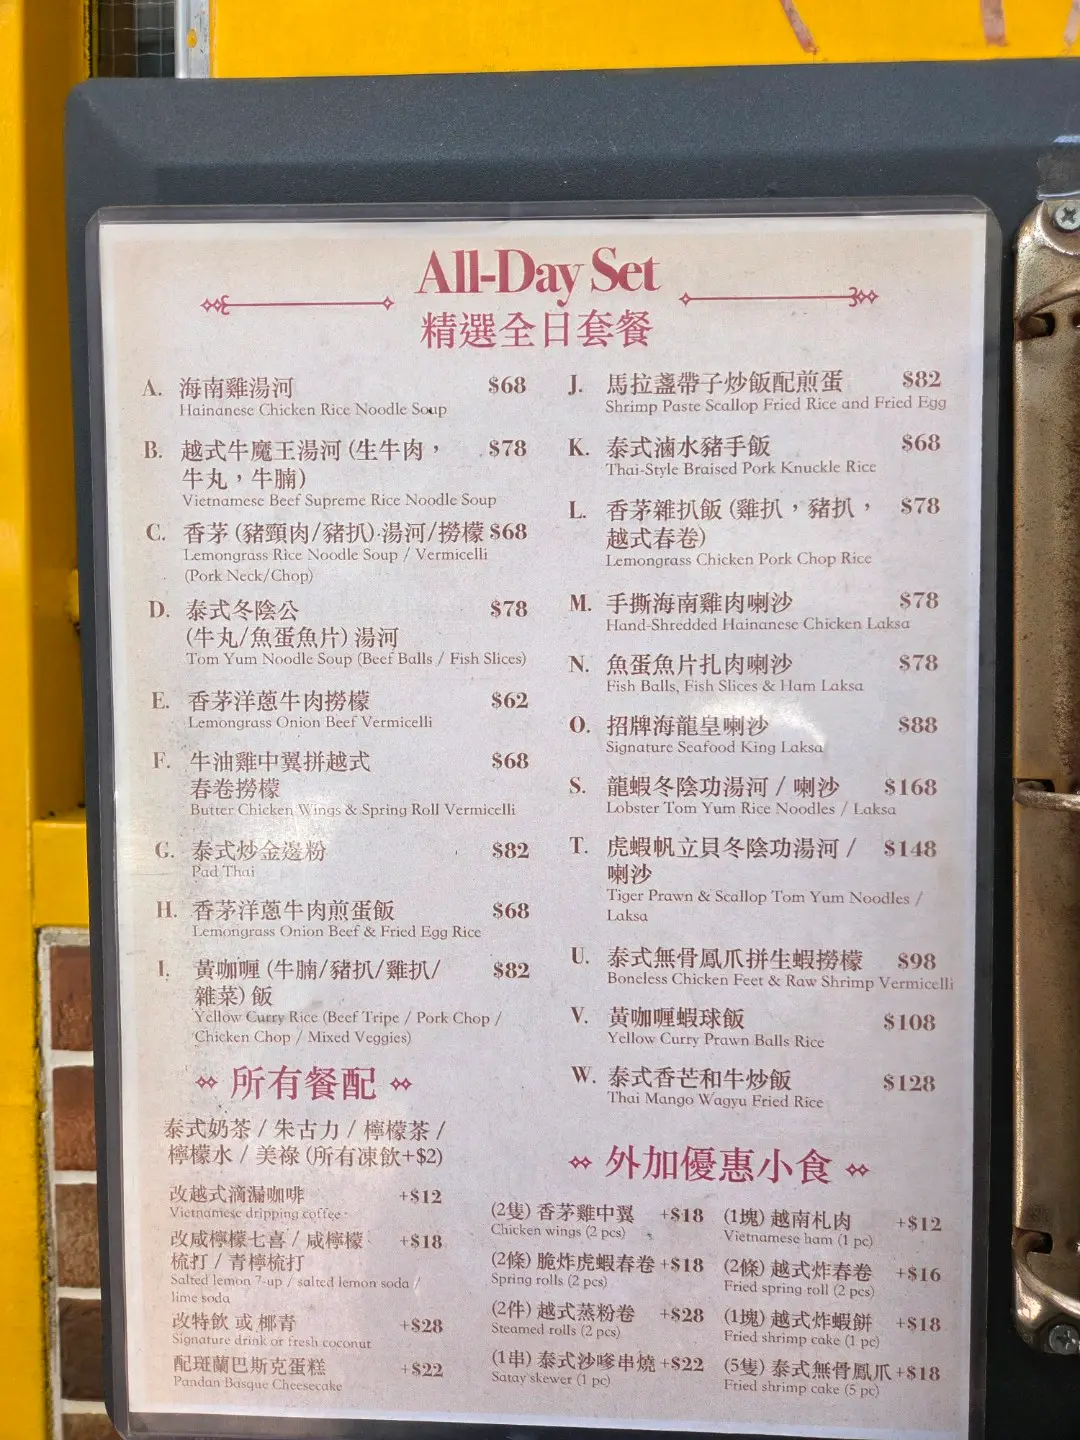 All-Day Set
精選全日套餐
A. 海南雞湯河 $68
Hainanese Chicken Rice Noodle Soup
B. 越式牛魔王湯河 (生牛肉， $78
牛丸，牛腩)
Vietnamese Beef Supreme Rice Noodle Soup
C. 香茅 (豬頸肉/豬扒) 湯河/撈檬 $68
Lemongrass Rice Noodle Soup / Vermicelli
(Pork Neck/Chop)
D. 泰式冬陰公 $78
(牛丸/魚蛋魚片) 湯河
Tom Yum Noodle Soup (Beef Balls / Fish Slices)
E. 香茅洋蔥牛肉撈檬 $62
Lemongrass Onion Beef Vermicelli
F. 牛油雞中翼拼越式 $68
春卷撈檬
Butter Chicken Wings & Spring Roll Vermicelli
G. 泰式炒金邊粉 $82
Pad Thai
H. 香茅洋蔥牛肉煎蛋飯 $68
Lemongrass Onion Beef & Fried Egg Rice
I. 黃咖喱 (牛腩/豬扒/雞扒/ $82
雜菜) 飯
Yellow Curry Rice (Beef Tripe / Pork Chop /
Chicken Chop / Mixed Veggies)
J. 馬拉盞帶子炒飯配煎蛋 $82
Shrimp Paste Scallop Fried Rice and Fried Egg
K. 泰式滷水豬手飯 $68
Thai-Style Braised Pork Knuckle Rice
L. 香茅雜扒飯 (雞扒，豬扒， $78
越式春卷)
Lemongrass Chicken Pork Chop Rice
M. 手撕海南雞肉喇沙 $78
Hand-Shredded Hainanese Chicken Laksa
N. 魚蛋魚片扎肉喇沙 $78
Fish Balls, Fish Slices & Ham Laksa
O. 招牌海龍皇喇沙 $88
Signature Seafood King Laksa
S. 龍蝦冬陰功湯河 / 喇沙 $168
Lobster Tom Yum Rice Noodles / Laksa
T. 虎蝦帆立貝冬陰功湯河 / $148
喇沙
Tiger Prawn & Scallop Tom Yum Noodles /
Laksa
U. 泰式無骨鳳爪拼生蝦撈檬 $98
Boneless Chicken Feet & Raw Shrimp Vermicelli
V. 黃咖喱蝦球飯 $108
Yellow Curry Prawn Balls Rice
W. 泰式香芒和牛炒飯 $128
Thai Mango Wagyu Fried Rice
所有餐配
泰式奶茶 / 朱古力 / 檸檬茶 /
檸檬水 / 美祿 (所有凍飲+$2)
改越式滴漏咖啡 +$12
Vietnamese dripping coffee
改咸檸檬七喜 / 咸檸檬 +$18
梳打 / 青檸梳打
Salted lemon 7-up / salted lemon soda /
lime soda
改特飲 或 椰青 +$28
Signature drink or fresh coconut
配斑蘭巴斯克蛋糕 +$22
Pandan Basque Cheesecake
外加優惠小食
(2隻) 香茅雞中翼 +$18
Chicken wings (2 pcs)
(2條) 脆炸虎蝦春卷 +$18
Spring rolls (2 pcs)
(2件) 越式蒸粉卷 +$28
Steamed rolls (2 pcs)
(1串) 泰式沙嗲串燒 +$22
Satay skewer (1 pc)
(1塊) 越南札肉 +$12
Vietnamese ham (1 pc)
(2條) 越式炸春卷 +$16
Fried spring roll (2 pcs)
(1塊) 越式炸蝦餅 +$18
Fried shrimp cake (1 pc)
(5隻) 泰式無骨鳳爪 +$18
Fried shrimp cake (5 pc)